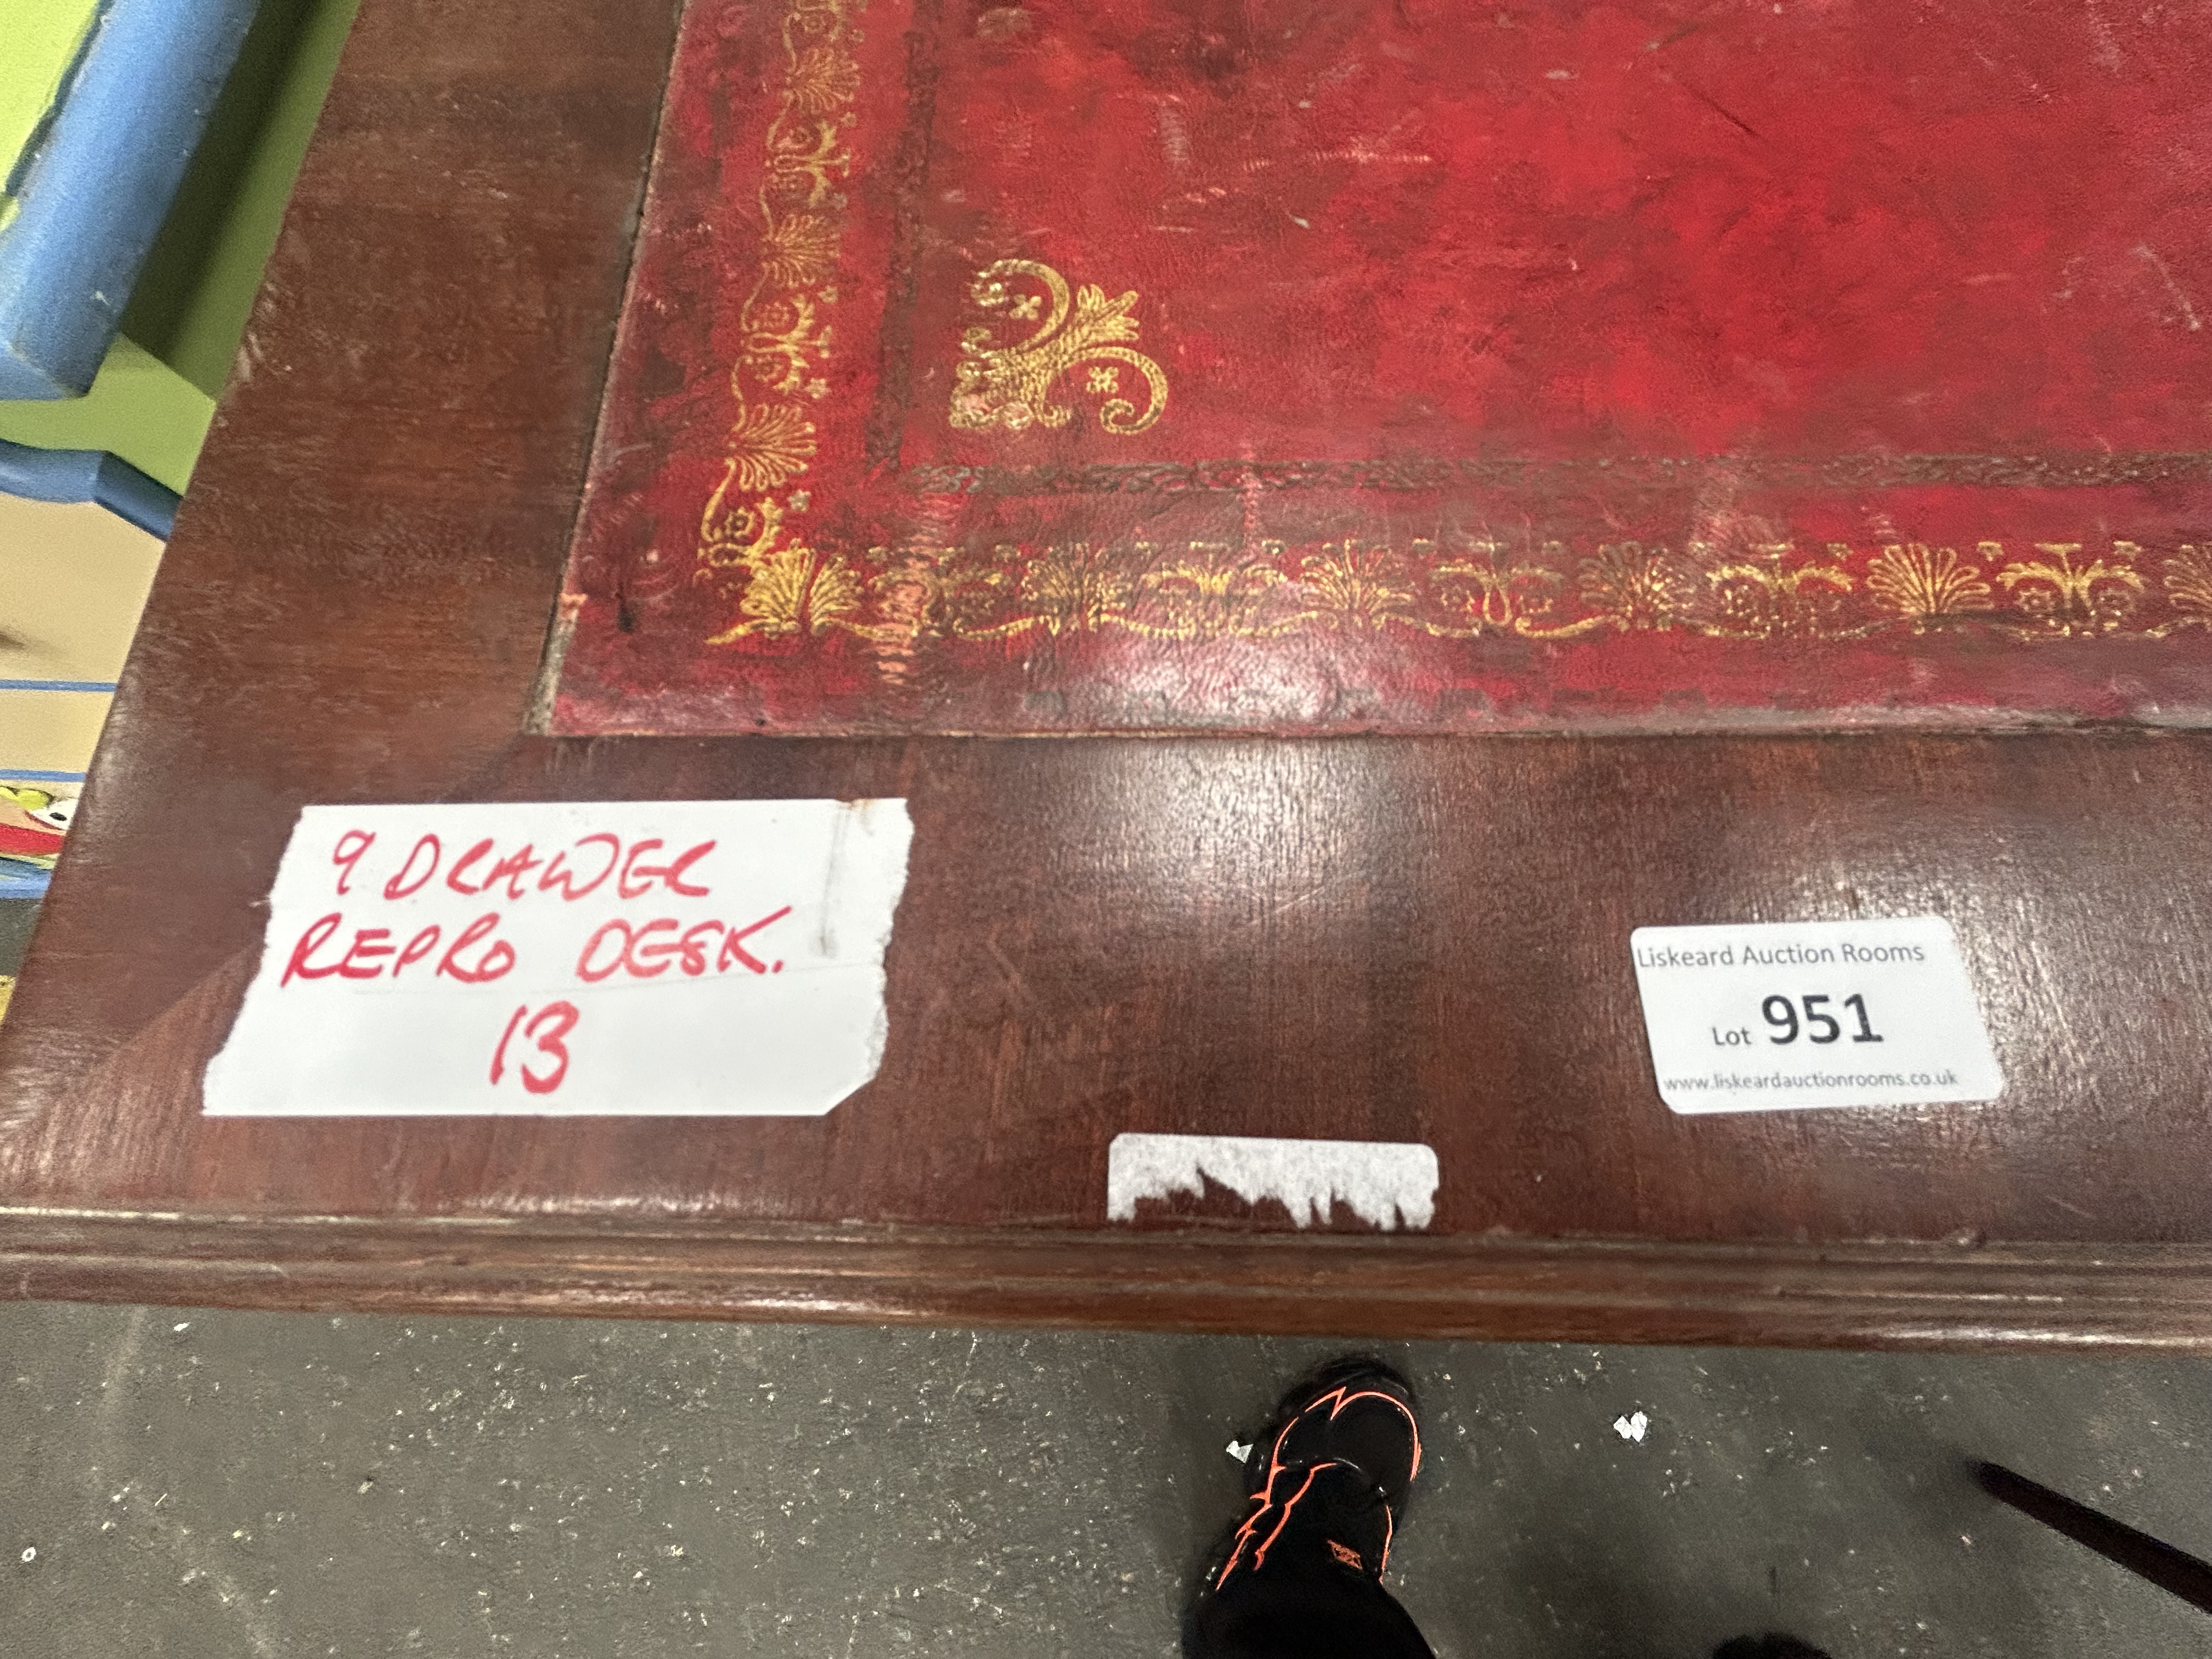 9 DRAWER
REPRO DESK.
13
Liskeard Auction Rooms
Lot 951
www.liskeardauctionrooms.co.uk